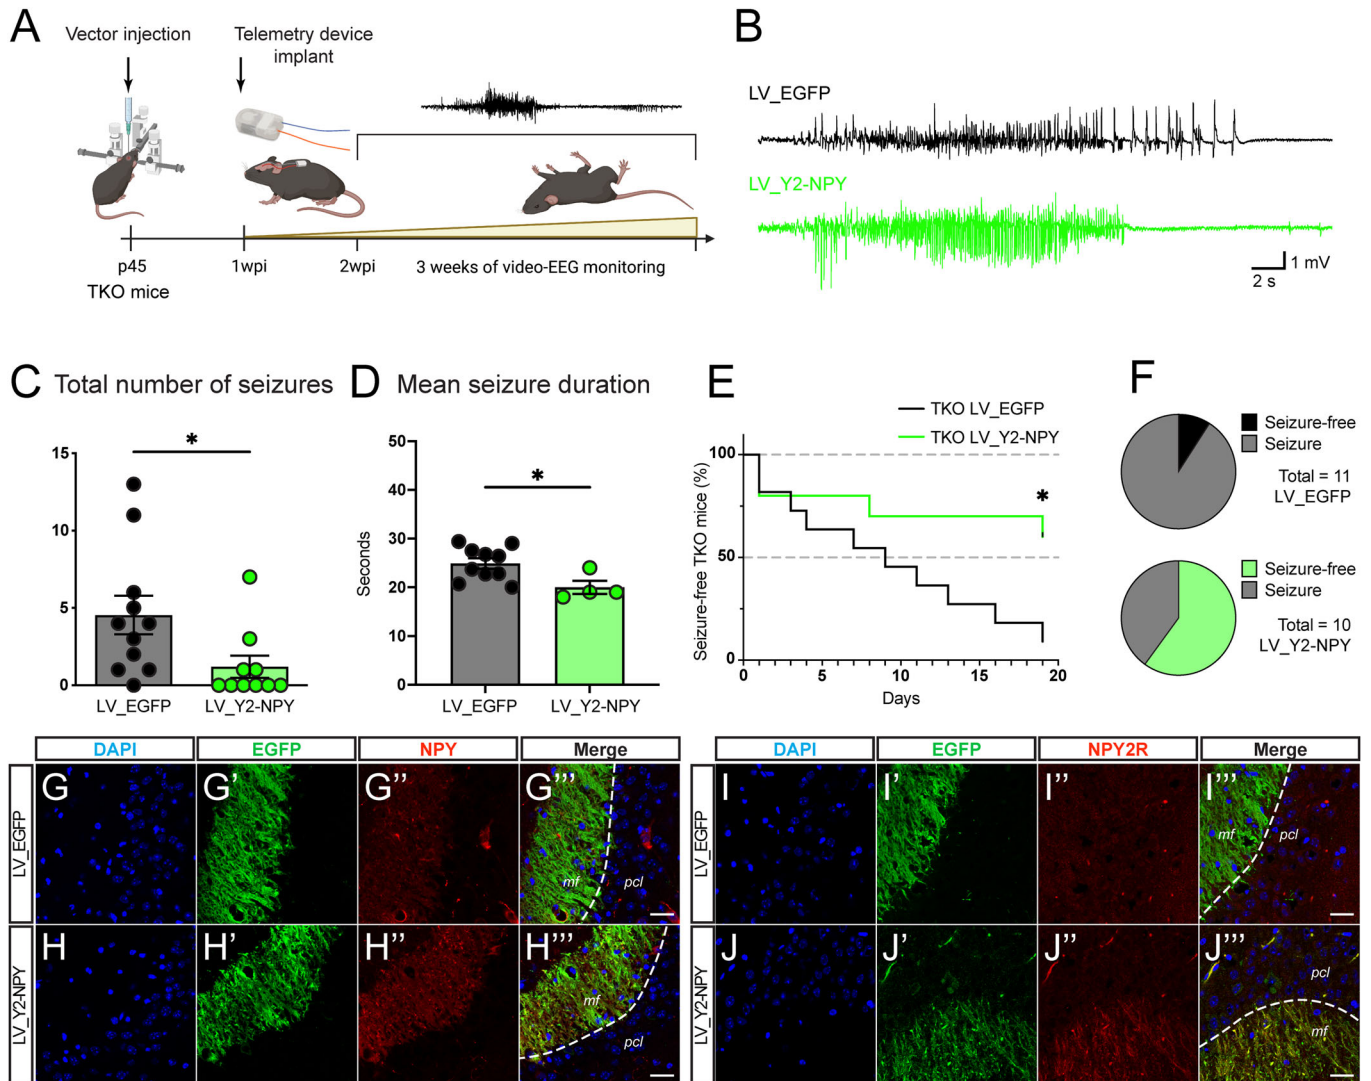 A
Vector injection
Telemetry device
implant
p45
TKO mice
1wpi
2wpi
3 weeks of video-EEG monitoring
B
LV_EGFP
LV_Y2-NPY
1 mV
2 s
C
Total number of seizures
*
15
10
5
0
LV_EGFP
LV_Y2-NPY
D
Mean seizure duration
*
Seconds
50
40
30
20
10
0
LV_EGFP
LV_Y2-NPY
E
TKO LV_EGFP
TKO LV_Y2-NPY
Seizure-free TKO mice (%)
100
50
0
*
0
5
10
15
20
Days
F
Seizure-free
Seizure
Total = 11
LV_EGFP
Seizure-free
Seizure
Total = 10
LV_Y2-NPY
DAPI
EGFP
NPY
Merge
LV_EGFP
G
G'
G''
G'''
mf
pcl
LV_Y2-NPY
H
H'
H''
H'''
mf
pcl
DAPI
EGFP
NPY2R
Merge
LV_EGFP
I
I'
I''
I'''
mf
pcl
LV_Y2-NPY
J
J'
J''
J'''
pcl
mf